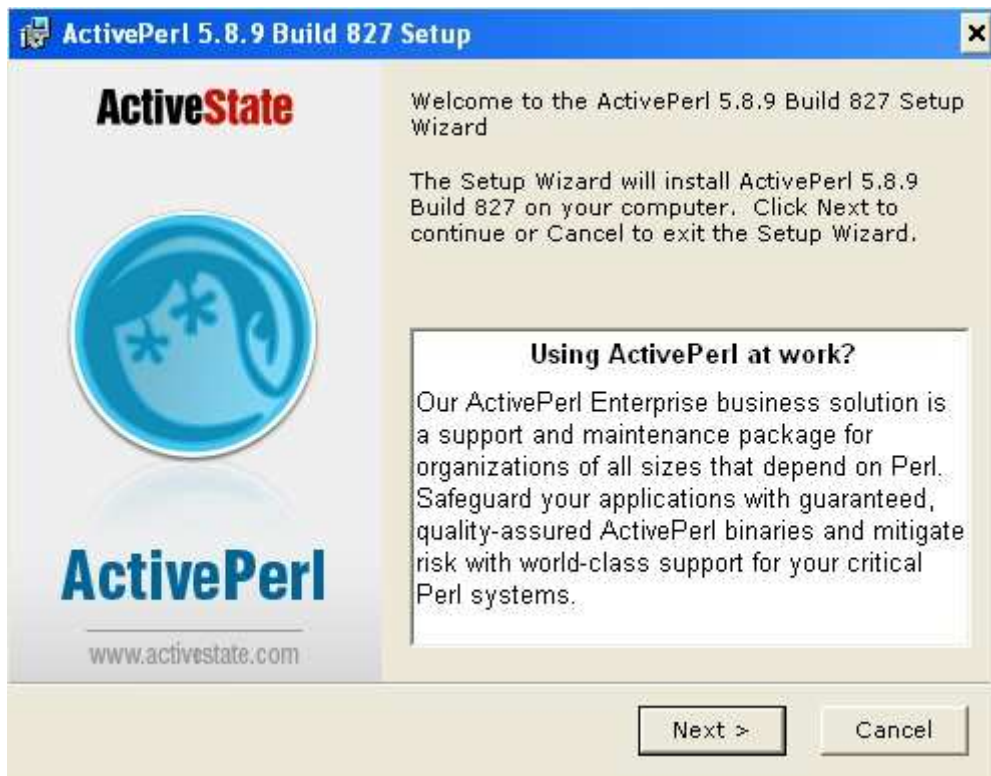 ActivePerl 5.8.9 Build 827 Setup
ActiveState
ActivePerl
www.activestate.com
Welcome to the ActivePerl 5.8.9 Build 827 Setup
Wizard
The Setup Wizard will install ActivePerl 5.8.9
Build 827 on your computer.  Click Next to
continue or Cancel to exit the Setup Wizard.
Using ActivePerl at work?
Our ActivePerl Enterprise business solution is
a support and maintenance package for
organizations of all sizes that depend on Perl.
Safeguard your applications with guaranteed,
quality-assured ActivePerl binaries and mitigate
risk with world-class support for your critical
Perl systems.
Next >
Cancel